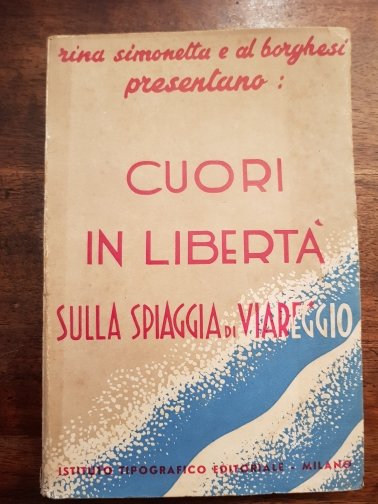 rina simonetta e al borghesi
presentano :
CUORI
IN LIBERTÀ
SULLA SPIAGGIA DI VIAREGGIO
ISTITUTO TIPOGRAFICO EDITORIALE - MILANO